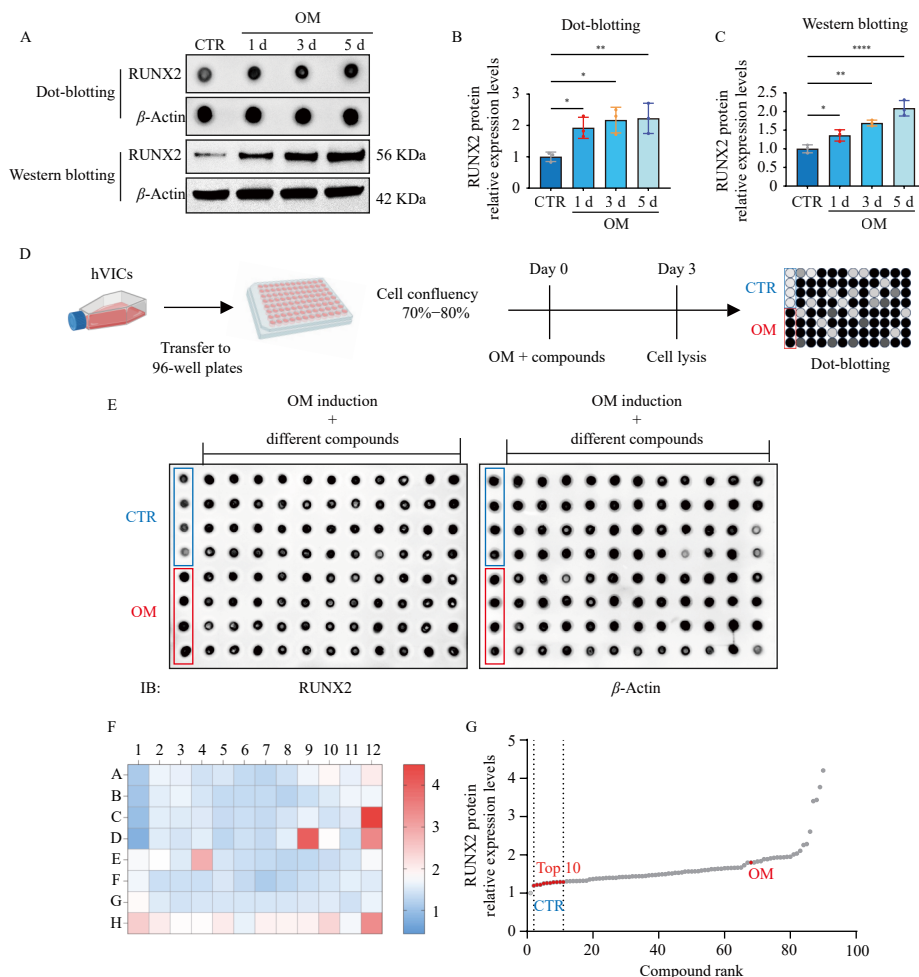 A
OM
CTR
1 d
3 d
5 d
Dot-blotting
RUNX2
β-Actin
Western blotting
RUNX2
56 KDa
β-Actin
42 KDa
B
Dot-blotting
RUNX2 protein
relative expression levels
3
2
1
0
*
*
**
CTR
1 d
3 d
5 d
OM
C
Western blotting
RUNX2 protein
relative expression levels
2.5
2.0
1.5
1.0
0.5
0
*
**
****
CTR
1 d
3 d
5 d
OM
D
hVICs
Transfer to
96-well plates
Cell confluency
70%−80%
Day 0
Day 3
OM + compounds
Cell lysis
CTR
OM
Dot-blotting
E
OM induction
+
different compounds
OM induction
+
different compounds
CTR
OM
IB:
RUNX2
β-Actin
F
1 2 3 4 5 6 7 8 9 10 11 12
A
B
C
D
E
F
G
H
4
3
2
1
G
RUNX2 protein
relative expression levels
5
4
3
2
1
0
Top 10
CTR
OM
0 20 40 60 80 100
Compound rank